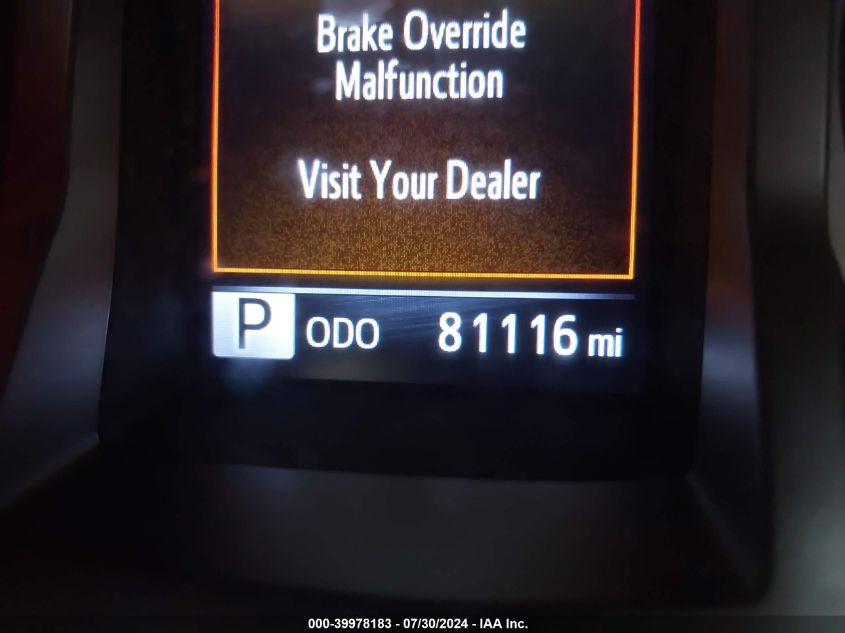 Brake Override
Malfunction
Visit Your Dealer
P ODO 81116 mi
000-39978183 - 07/30/2024 - IAA Inc.